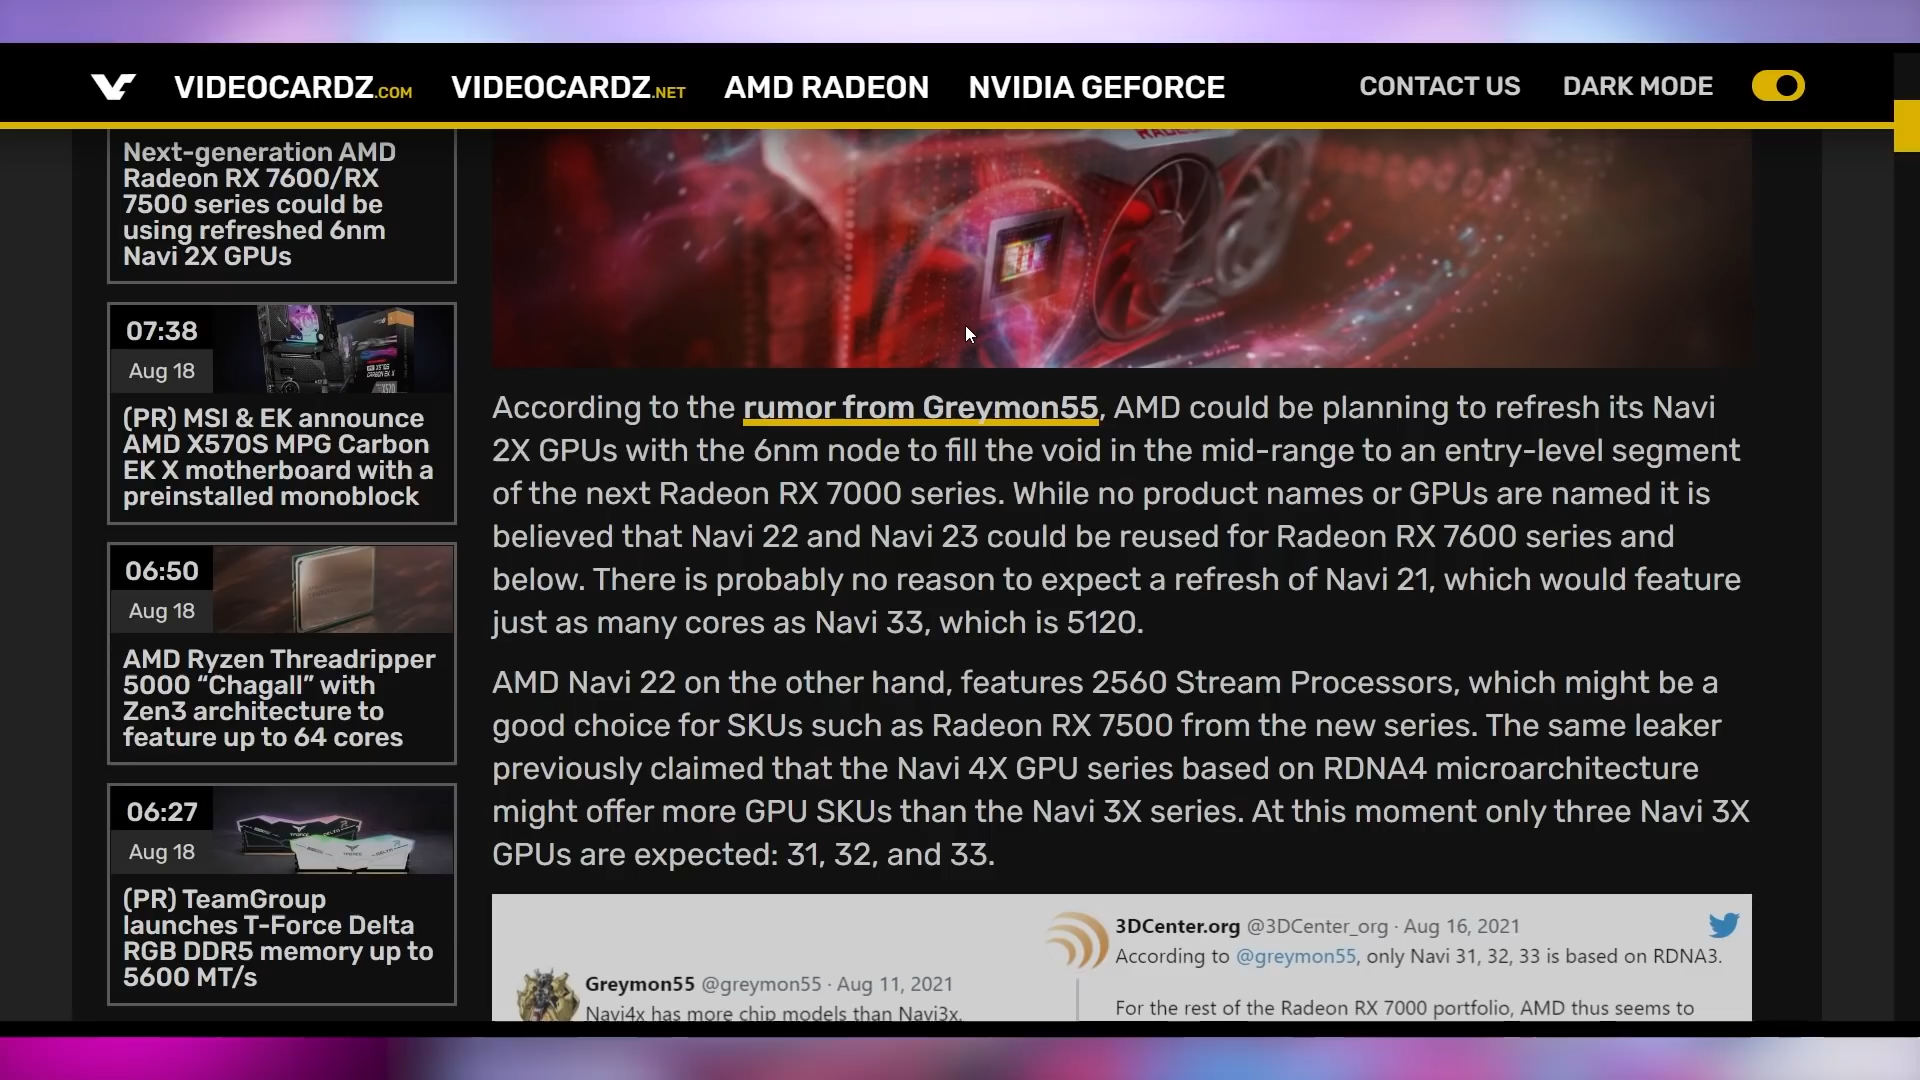 VIDEOCARDZ.COM VIDEOCARDZ.NET AMD RADEON NVIDIA GEFORCE CONTACT US DARK MODE
Next-generation AMD
Radeon RX 7600/RX
7500 series could be
using refreshed 6nm
Navi 2X GPUs
07:38
Aug 18
(PR) MSI & EK announce
AMD X570S MPG Carbon
EK X motherboard with a
preinstalled monoblock
06:50
Aug 18
AMD Ryzen Threadripper
5000 “Chagall” with
Zen3 architecture to
feature up to 64 cores
06:27
Aug 18
(PR) TeamGroup
launches T-Force Delta
RGB DDR5 memory up to
5600 MT/s
According to the rumor from Greymon55, AMD could be planning to refresh its Navi
2X GPUs with the 6nm node to fill the void in the mid-range to an entry-level segment
of the next Radeon RX 7000 series. While no product names or GPUs are named it is
believed that Navi 22 and Navi 23 could be reused for Radeon RX 7600 series and
below. There is probably no reason to expect a refresh of Navi 21, which would feature
just as many cores as Navi 33, which is 5120.
AMD Navi 22 on the other hand, features 2560 Stream Processors, which might be a
good choice for SKUs such as Radeon RX 7500 from the new series. The same leaker
previously claimed that the Navi 4X GPU series based on RDNA4 microarchitecture
might offer more GPU SKUs than the Navi 3X series. At this moment only three Navi 3X
GPUs are expected: 31, 32, and 33.
Greymon55 @greymon55 · Aug 11, 2021
Navi4x has more chip models than Navi3x.
3DCenter.org @3DCenter_org · Aug 16, 2021
According to @greymon55, only Navi 31, 32, 33 is based on RDNA3.
For the rest of the Radeon RX 7000 portfolio, AMD thus seems to